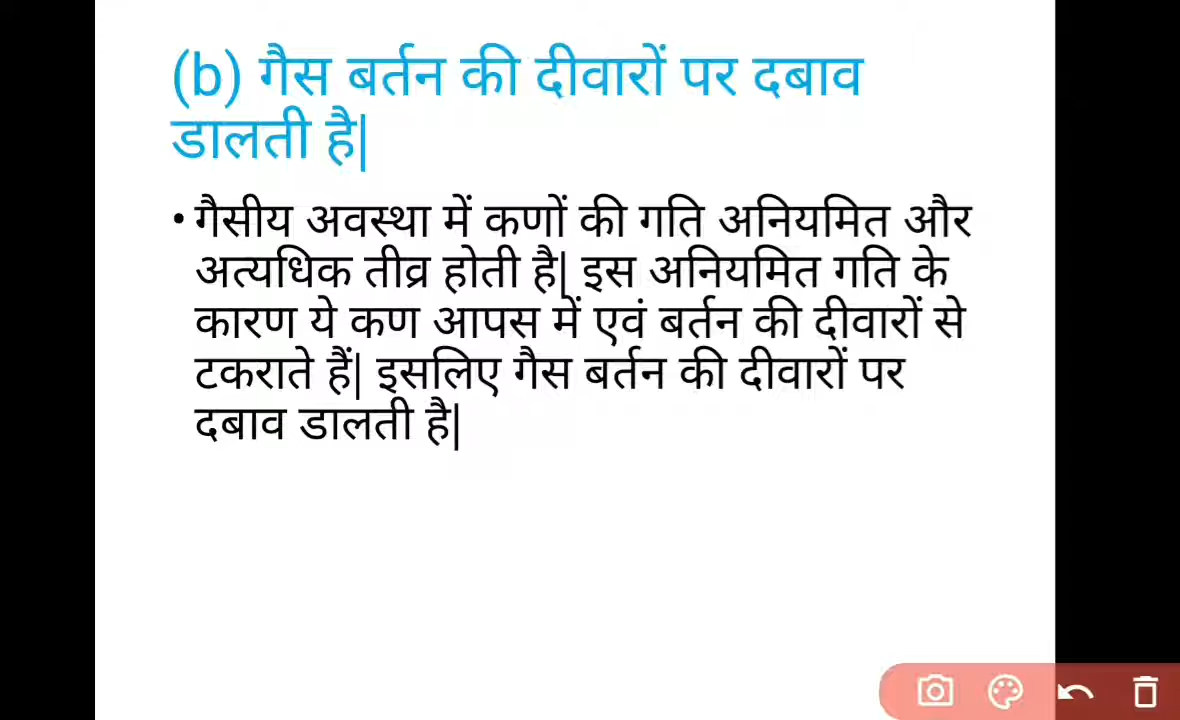 (b) गैस बर्तन की दीवारों पर दबाव
डालती है|
• गैसीय अवस्था में कणों की गति अनियमित और
अत्यधिक तीव्र होती है| इस अनियमित गति के
कारण ये कण आपस में एवं बर्तन की दीवारों से
टकराते हैं| इसलिए गैस बर्तन की दीवारों पर
दबाव डालती है|